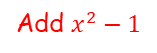 Add x² − 1